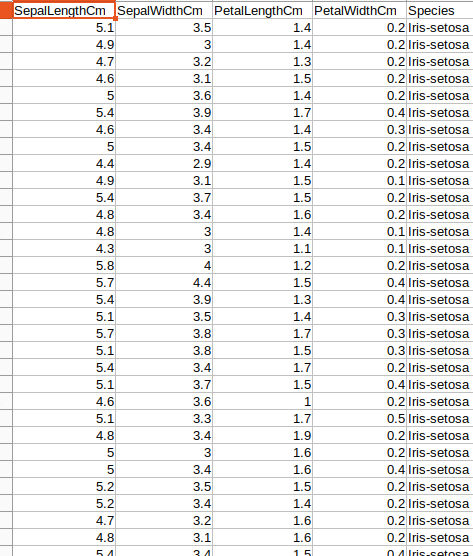 SepalLengthCm SepalWidthCm PetalLengthCm PetalWidthCm Species
5.1 3.5 1.4 0.2 Iris-setosa
4.9 3 1.4 0.2 Iris-setosa
4.7 3.2 1.3 0.2 Iris-setosa
4.6 3.1 1.5 0.2 Iris-setosa
5 3.6 1.4 0.2 Iris-setosa
5.4 3.9 1.7 0.4 Iris-setosa
4.6 3.4 1.4 0.3 Iris-setosa
5 3.4 1.5 0.2 Iris-setosa
4.4 2.9 1.4 0.2 Iris-setosa
4.9 3.1 1.5 0.1 Iris-setosa
5.4 3.7 1.5 0.2 Iris-setosa
4.8 3.4 1.6 0.2 Iris-setosa
4.8 3 1.4 0.1 Iris-setosa
4.3 3 1.1 0.1 Iris-setosa
5.8 4 1.2 0.2 Iris-setosa
5.7 4.4 1.5 0.4 Iris-setosa
5.4 3.9 1.3 0.4 Iris-setosa
5.1 3.5 1.4 0.3 Iris-setosa
5.7 3.8 1.7 0.3 Iris-setosa
5.1 3.8 1.5 0.3 Iris-setosa
5.4 3.4 1.7 0.2 Iris-setosa
5.1 3.7 1.5 0.4 Iris-setosa
4.6 3.6 1 0.2 Iris-setosa
5.1 3.3 1.7 0.5 Iris-setosa
4.8 3.4 1.9 0.2 Iris-setosa
5 3 1.6 0.2 Iris-setosa
5 3.4 1.6 0.4 Iris-setosa
5.2 3.5 1.5 0.2 Iris-setosa
5.2 3.4 1.4 0.2 Iris-setosa
4.7 3.2 1.6 0.2 Iris-setosa
4.8 3.1 1.6 0.2 Iris-setosa
5.4 3.4 1.5 0.4 Iris-setosa